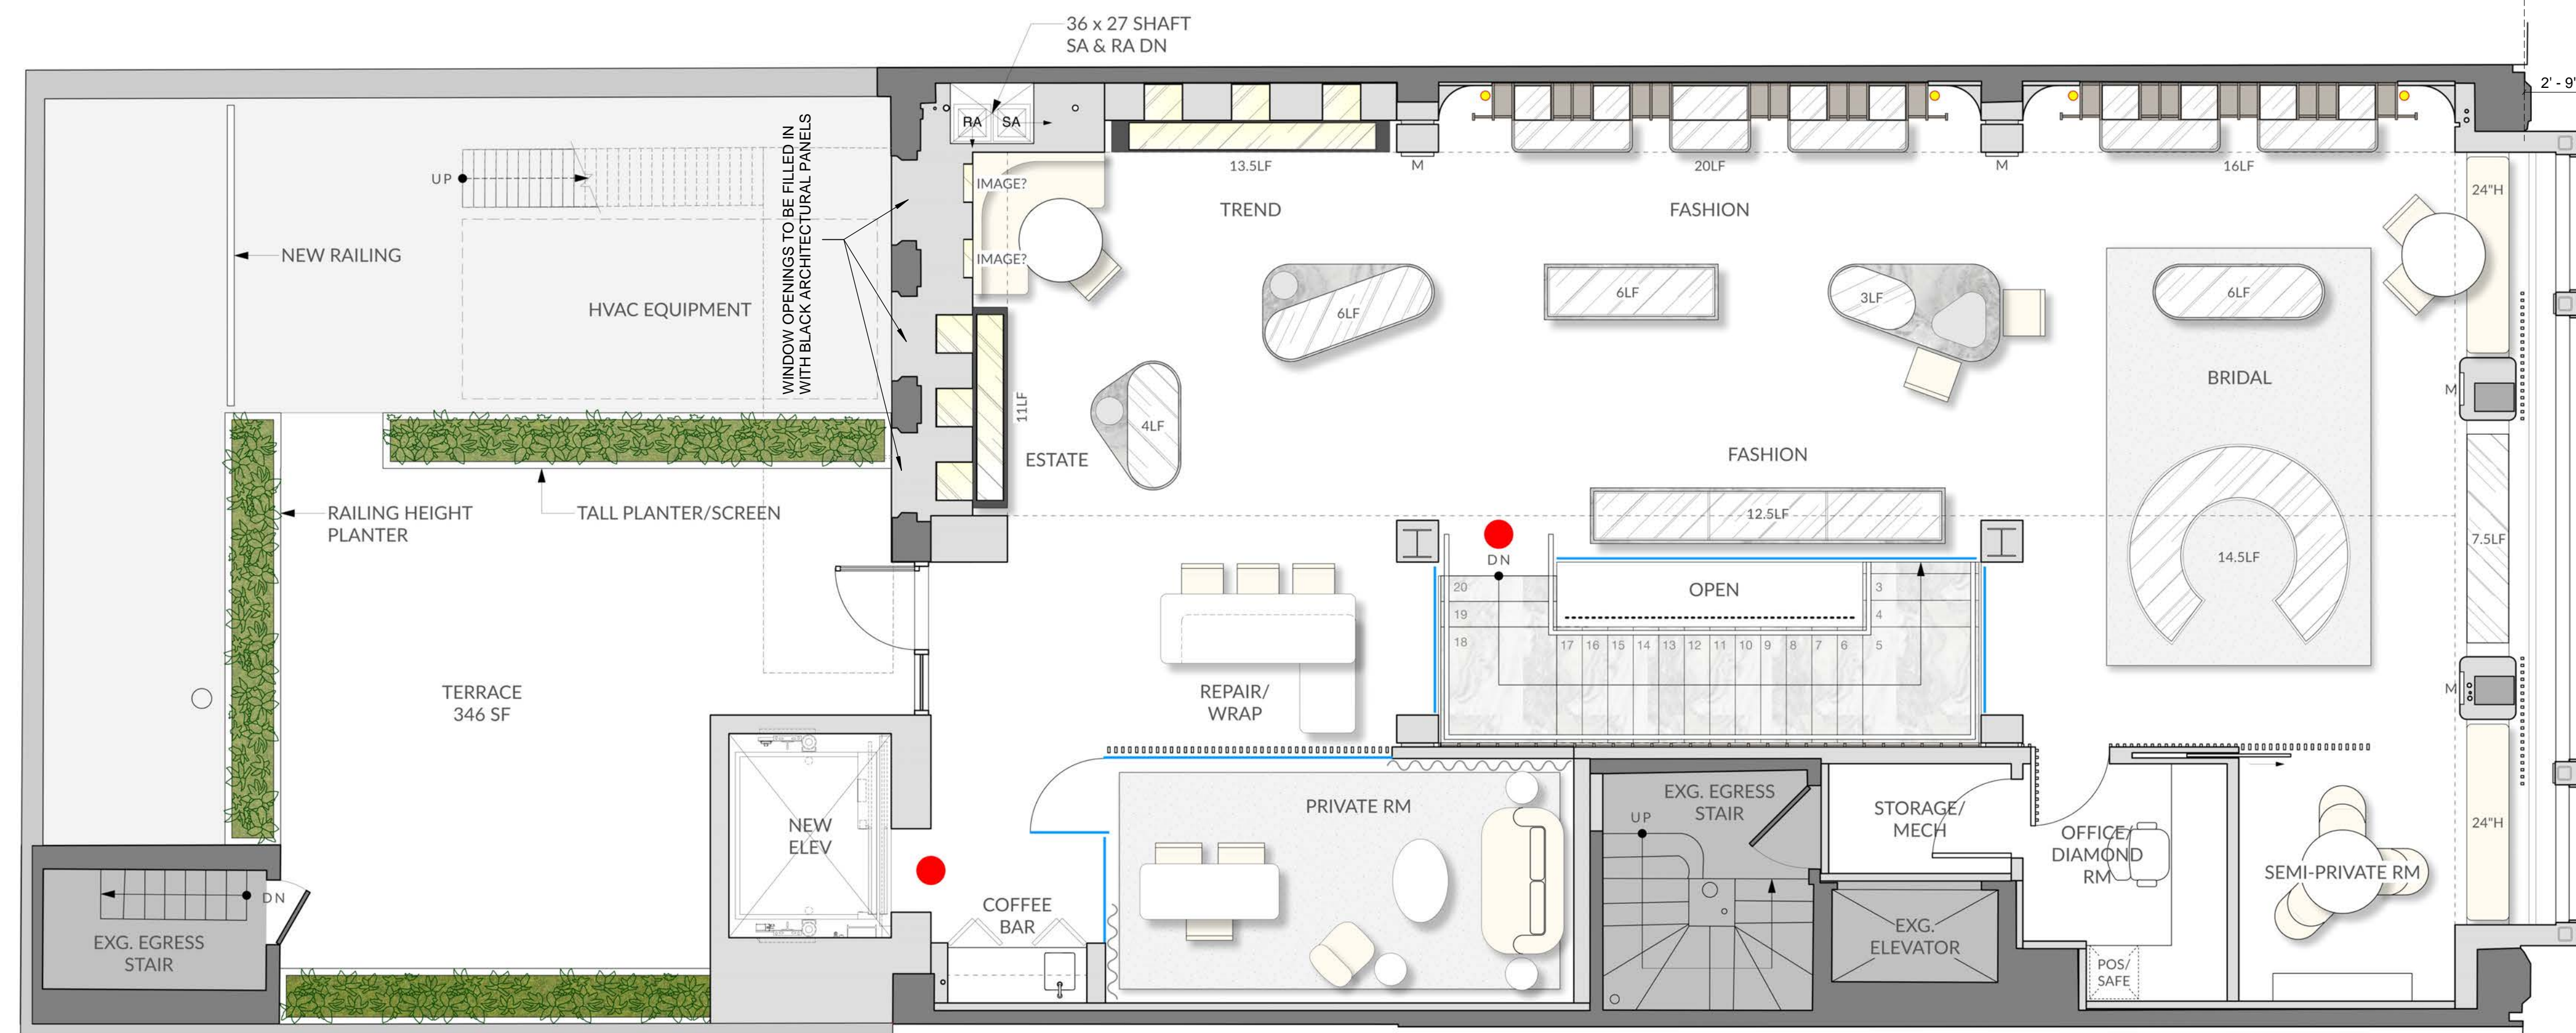 36 x 27 SHAFT
SA & RA DN
2' - 9"
RA
SA
M
M
13.5LF
20LF
16LF
TREND
FASHION
24"H
UP
IMAGE?
IMAGE?
WINDOW OPENINGS TO BE FILLED IN
WITH BLACK ARCHITECTURAL PANELS
NEW RAILING
HVAC EQUIPMENT
6LF
6LF
3LF
6LF
BRIDAL
M
11LF
4LF
ESTATE
FASHION
12.5LF
RAILING HEIGHT
PLANTER
TALL PLANTER/SCREEN
DN
OPEN
20
19
18
17
16
15
14
13
12
11
10
9
8
7
6
5
4
3
14.5LF
7.5LF
TERRACE
346 SF
REPAIR/
WRAP
M
NEW
ELEV
PRIVATE RM
EXG. EGRESS
STAIR
UP
STORAGE/
MECH
OFFICE/
DIAMOND
RM
24"H
SEMI-PRIVATE RM
DN
EXG. EGRESS
STAIR
COFFEE
BAR
EXG.
ELEVATOR
POS/
SAFE